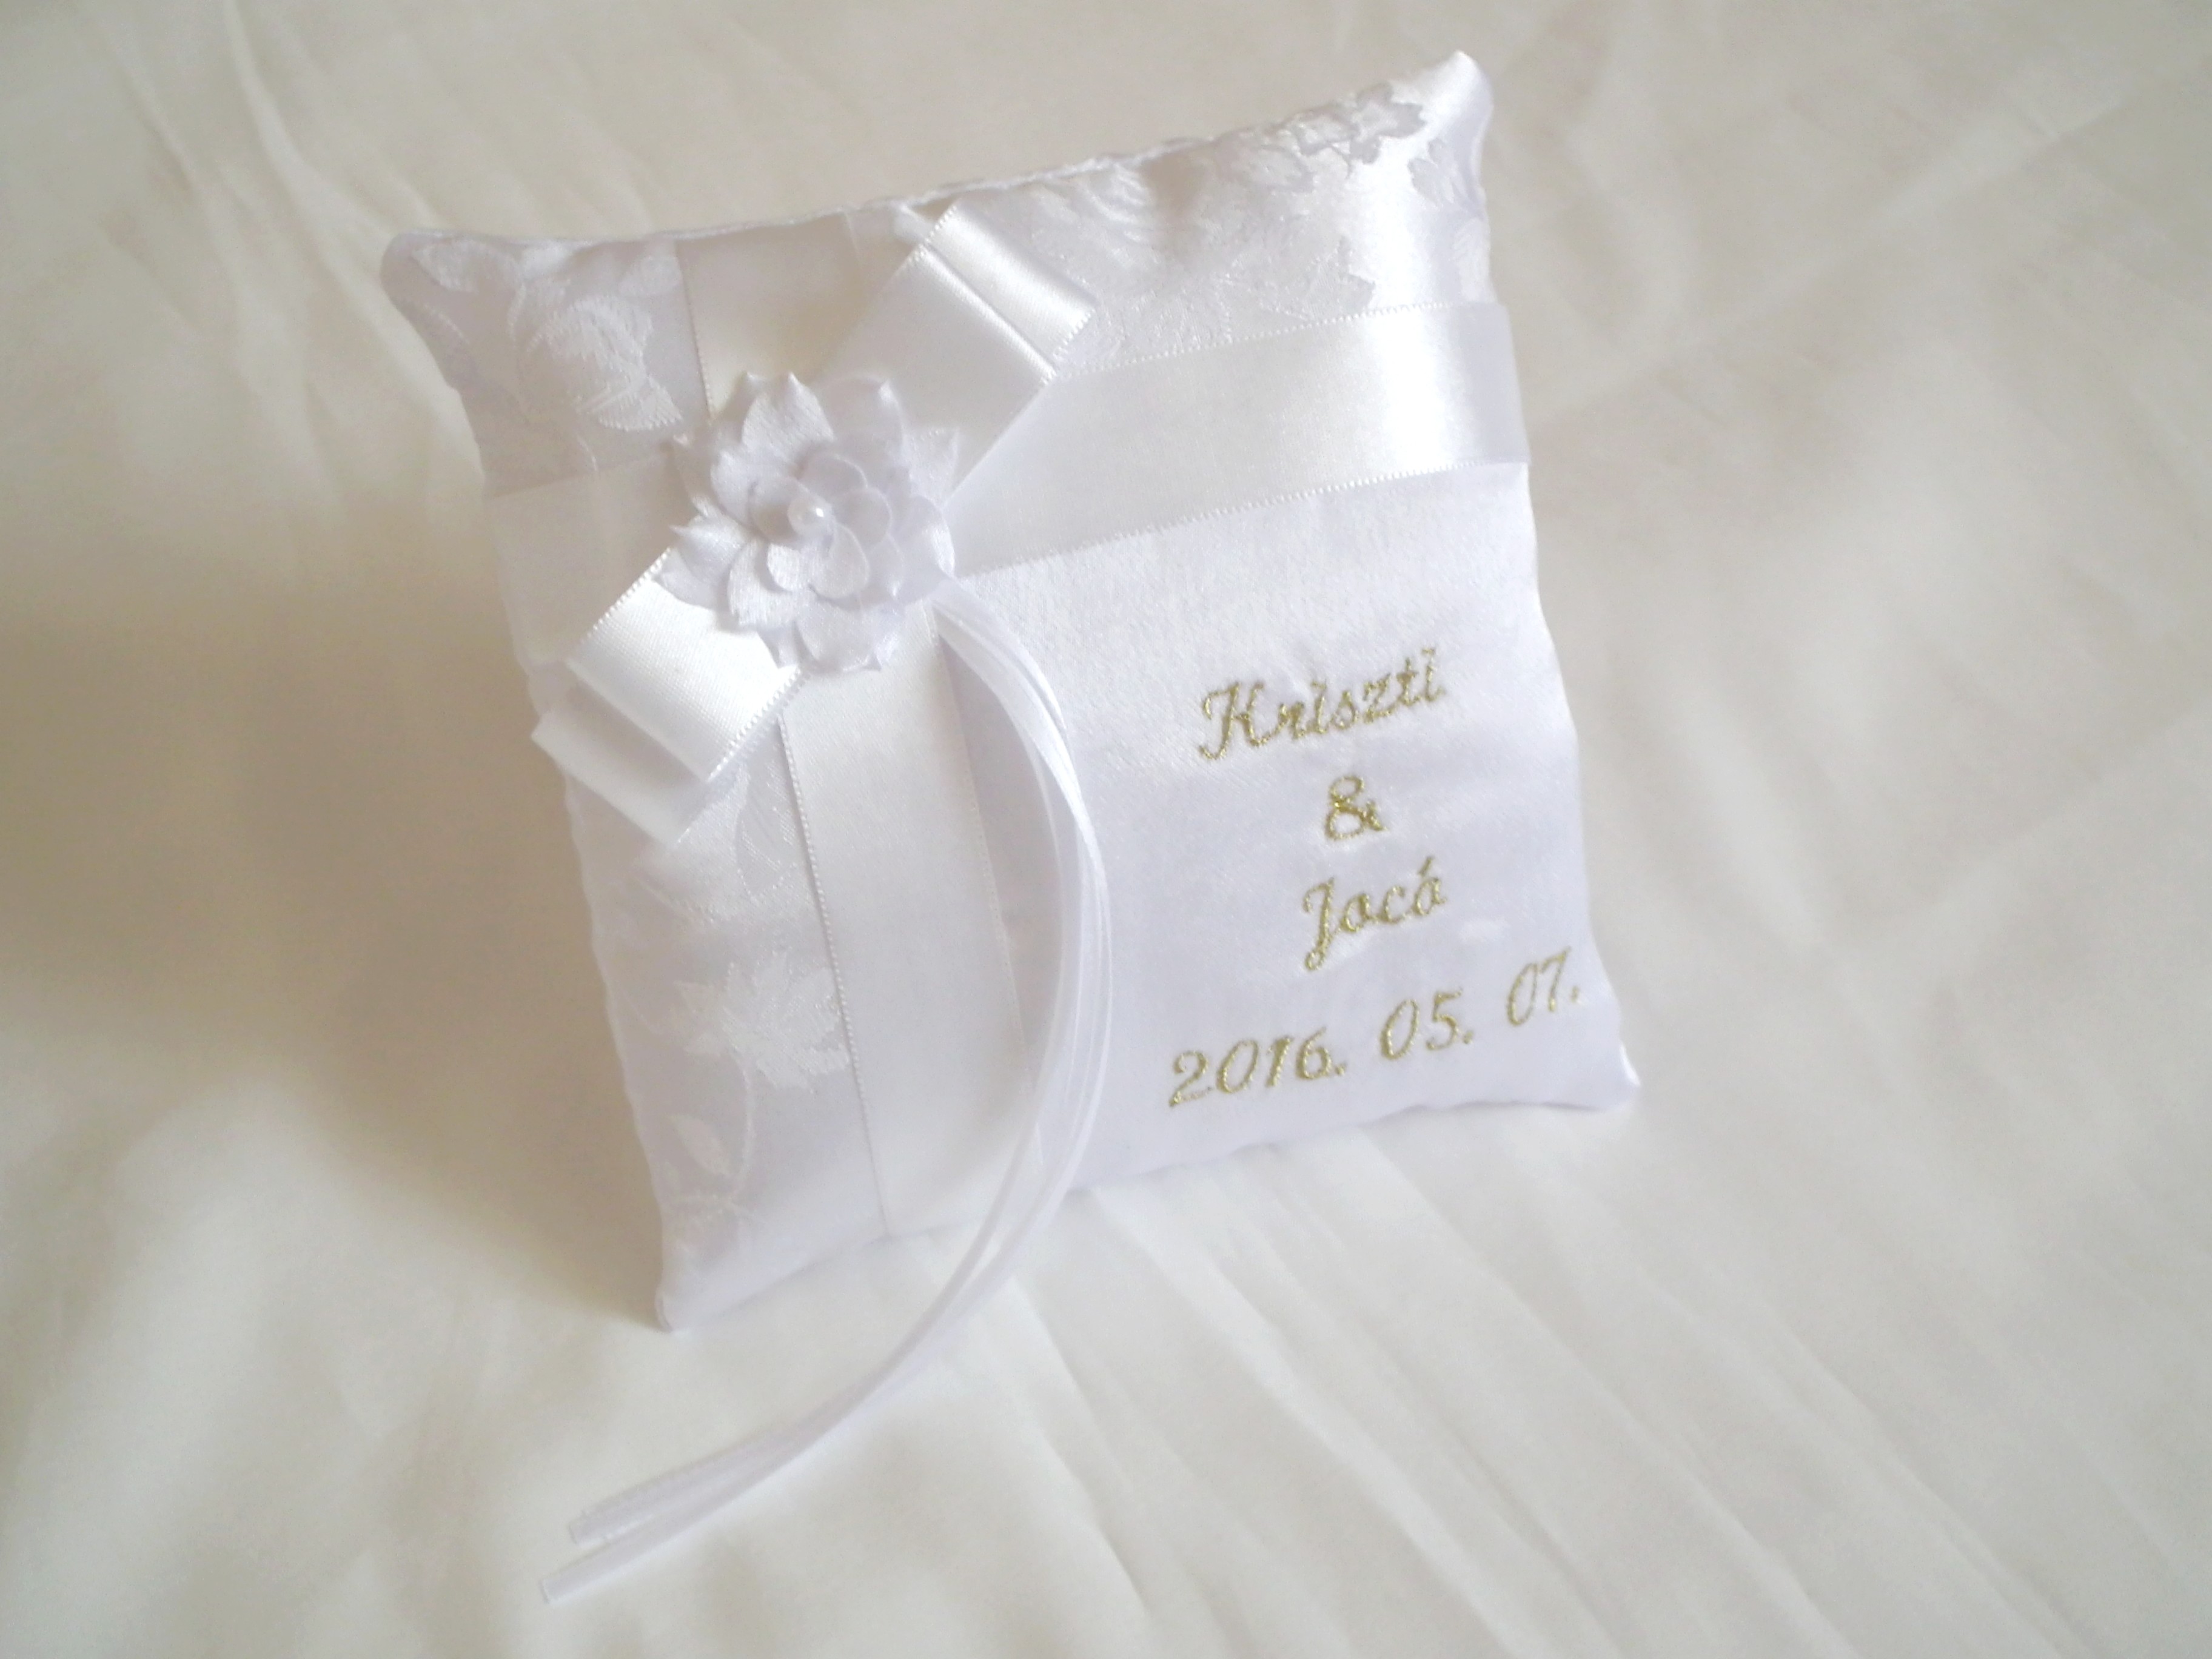 Kriszti
&
Jocó
2016. 05. 07.